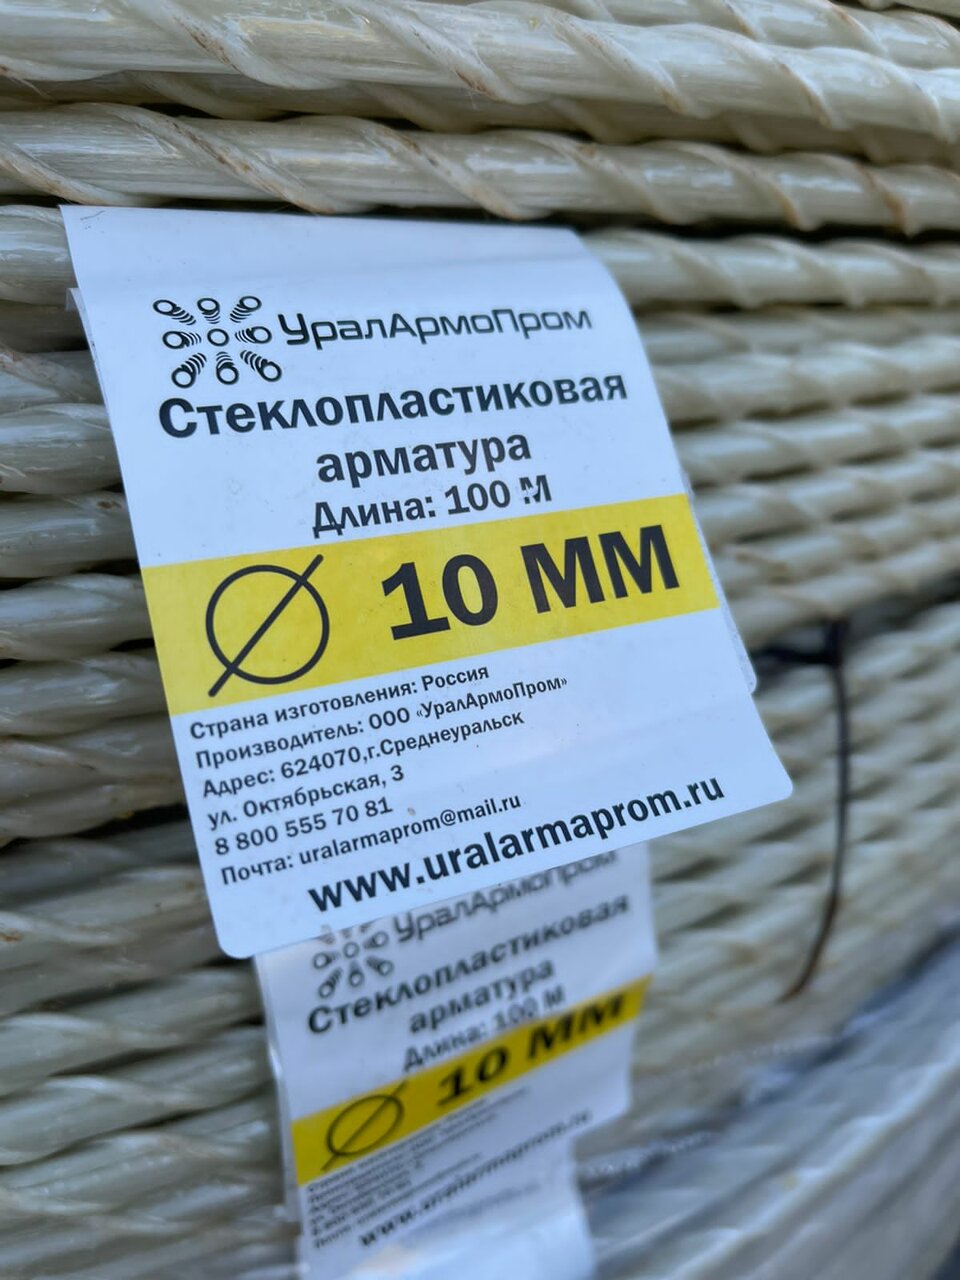 УралАрмоПром
Стеклопластиковая
арматура
Длина: 100 М
10 ММ
Страна изготовления: Россия
Производитель: ООО «УралАрмоПром»
Адрес: 624070,г.Среднеуральск
ул. Октябрьская, 3
8 800 555 70 81
Почта: uralarmaprom@mail.ru
www.uralarmaprom.ru
УралАрмоПром
Стеклопластиковая
арматура
Длина: 100 М
10 ММ
www.uralarmaprom.ru